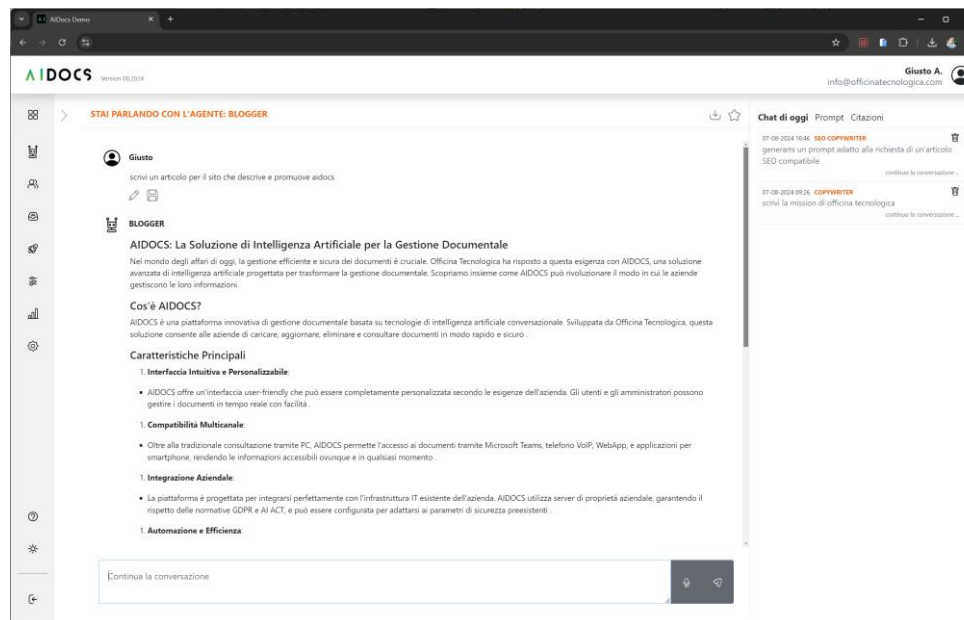 AIDocs Demo
AIDOCS Version 08.2024
Giusto A.
info@officinatecnologica.com
STAI PARLANDO CON L'AGENTE: BLOGGER
Giusto
scrivi un articolo per il sito che descrive e promuove aidocs
BLOGGER
AIDOCS: La Soluzione di Intelligenza Artificiale per la Gestione Documentale
Nel mondo degli affari di oggi, la gestione efficiente e sicura dei documenti è cruciale. Officina Tecnologica ha risposto a questa esigenza con AIDOCS, una soluzione
avanzata di intelligenza artificiale progettata per trasformare la gestione documentale. Scopriamo insieme come AIDOCS può rivoluzionare il modo in cui le aziende
gestiscono le loro informazioni.
Cos'è AIDOCS?
AIDOCS è una piattaforma innovativa di gestione documentale basata su tecnologie di intelligenza artificiale conversazionale. Sviluppata da Officina Tecnologica, questa
soluzione consente alle aziende di caricare, aggiornare, eliminare e consultare documenti in modo rapido e sicuro .
Caratteristiche Principali
1. Interfaccia Intuitiva e Personalizzabile:
• AIDOCS offre un'interfaccia user-friendly che può essere completamente personalizzata secondo le esigenze dell'azienda. Gli utenti e gli amministratori possono
gestire i documenti in tempo reale con facilità .
1. Compatibilità Multicanale:
• Oltre alla tradizionale consultazione tramite PC, AIDOCS permette l'accesso ai documenti tramite Microsoft Teams, telefono VoIP, WebApp, e applicazioni per
smartphone, rendendo le informazioni accessibili ovunque e in qualsiasi momento .
1. Integrazione Aziendale:
• La piattaforma è progettata per integrarsi perfettamente con l'infrastruttura IT esistente dell'azienda. AIDOCS utilizza server di proprietà aziendale, garantendo il
rispetto delle normative GDPR e AI ACT, e può essere configurata per adattarsi ai parametri di sicurezza preesistenti .
1. Automazione e Efficienza:
Continua la conversazione
Chat di oggi Prompt Citazioni
07-08-2024 16:46 SEO COPYWRITER
generami un prompt adatto alla richiesta di un'articolo
SEO compatibile
continua la conversazione ...
07-08-2024 09:26 COPYWRITER
scrivi la mission di officina tecnologica
continua la conversazione ...